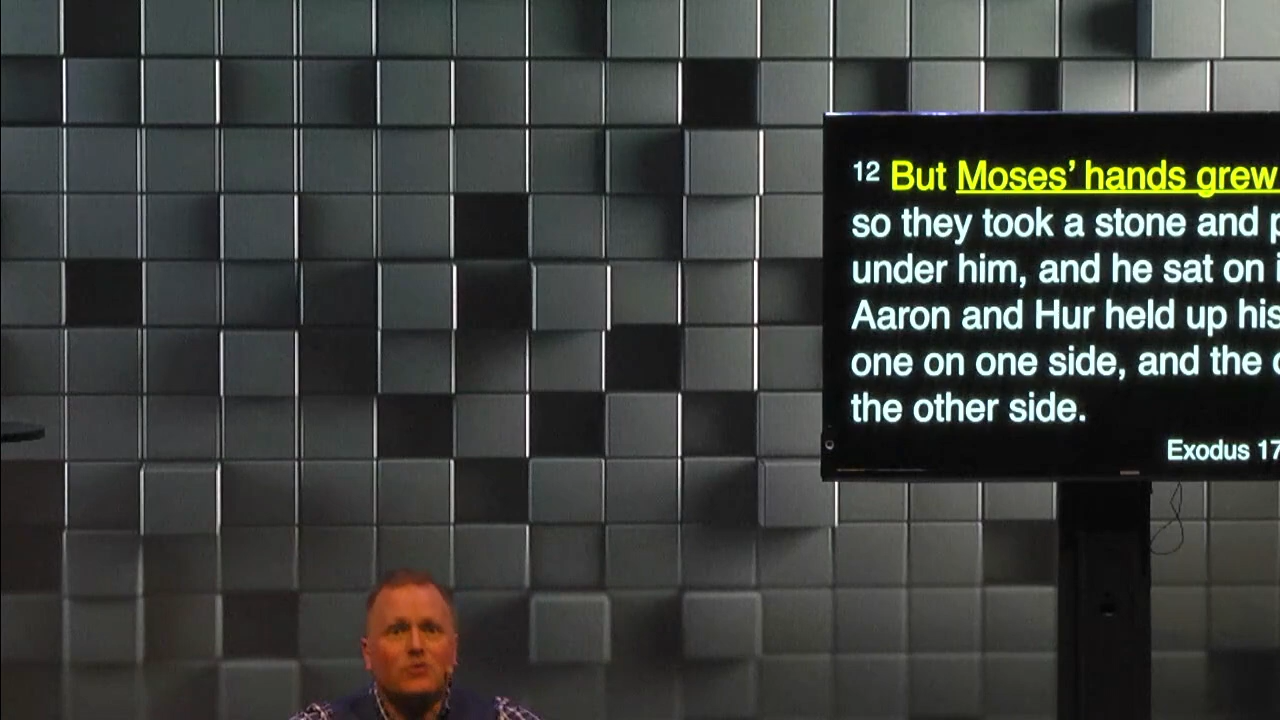 12 But Moses’ hands grew
so they took a stone and
under him, and he sat on
Aaron and Hur held up his
one on one side, and the
the other side.
Exodus 17